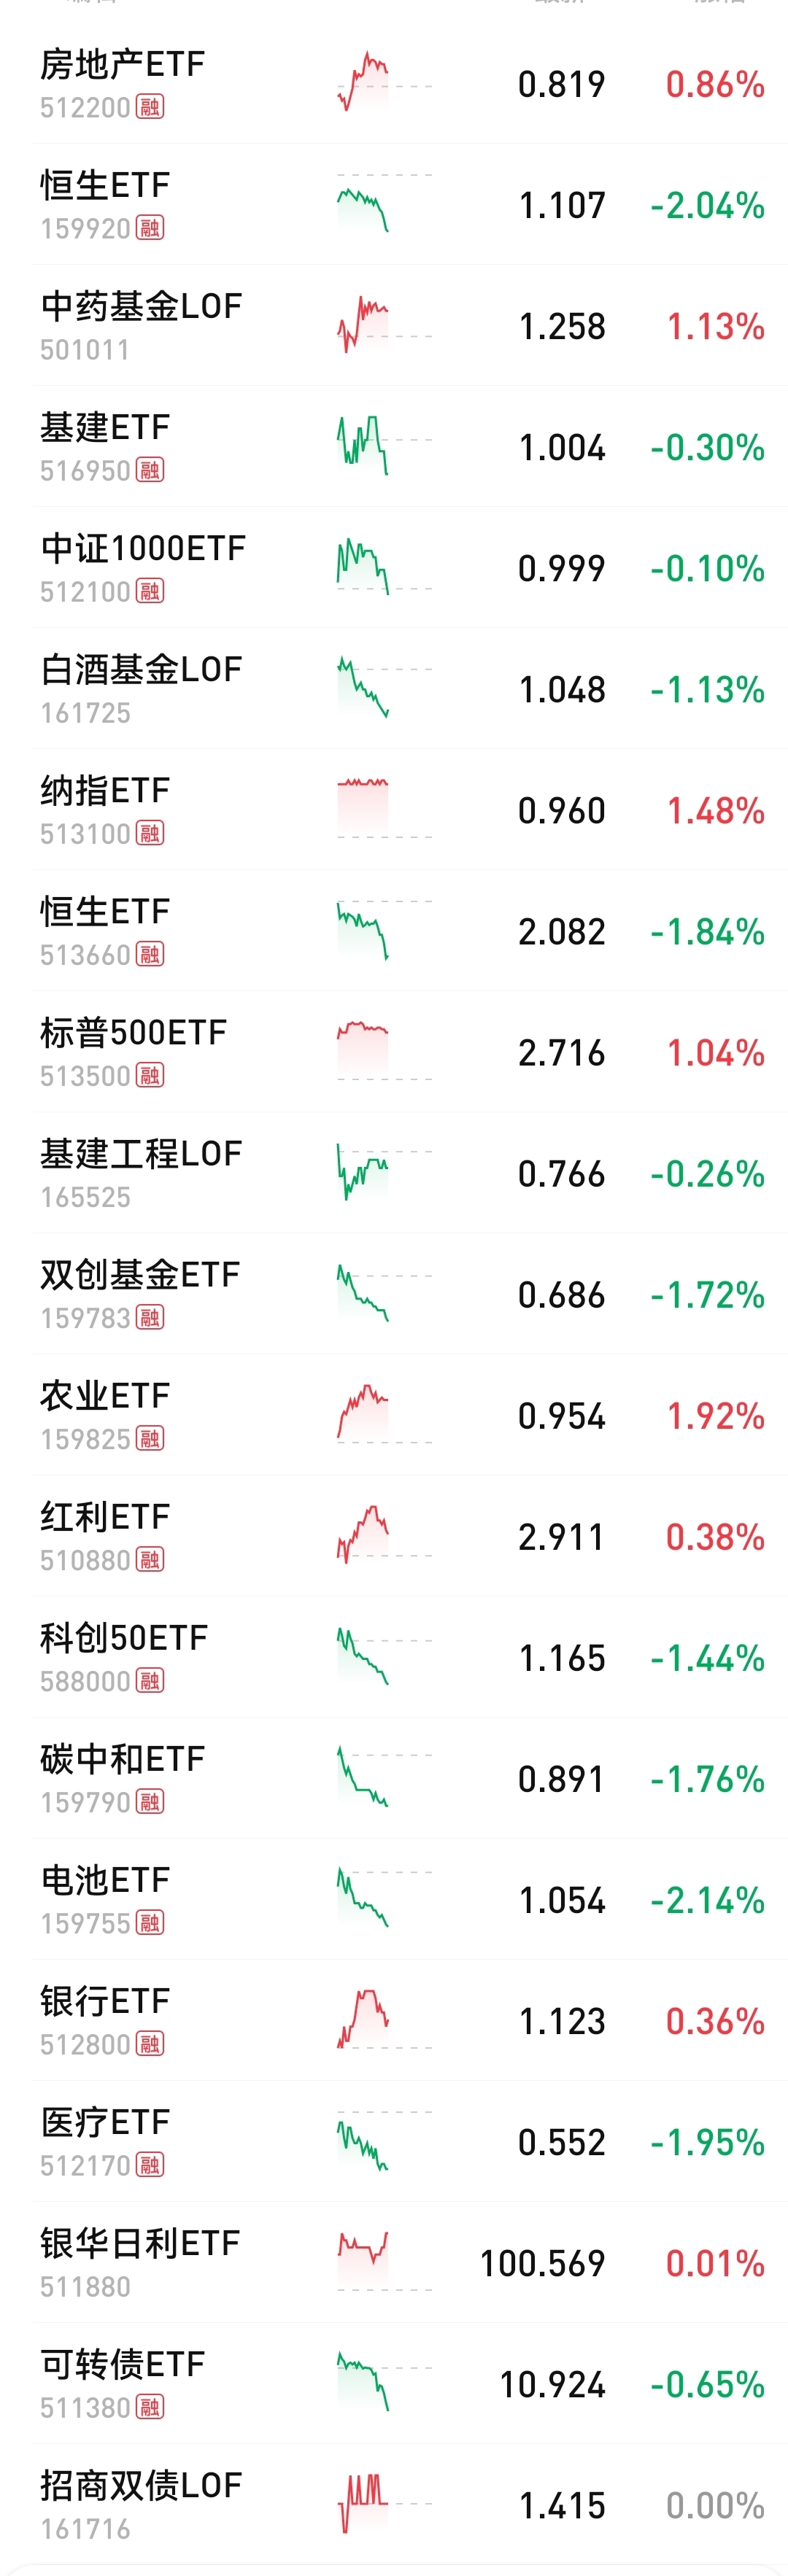 房地产ETF 0.819 0.86%
512200 融
恒生ETF 1.107 -2.04%
159920 融
中药基金LOF 1.258 1.13%
501011
基建ETF 1.004 -0.30%
516950 融
中证1000ETF 0.999 -0.10%
512100 融
白酒基金LOF 1.048 -1.13%
161725
纳指ETF 0.960 1.48%
513100 融
恒生ETF 2.082 -1.84%
513660 融
标普500ETF 2.716 1.04%
513500 融
基建工程LOF 0.766 -0.26%
165525
双创基金ETF 0.686 -1.72%
159783 融
农业ETF 0.954 1.92%
159825 融
红利ETF 2.911 0.38%
510880 融
科创50ETF 1.165 -1.44%
588000 融
碳中和ETF 0.891 -1.76%
159790 融
电池ETF 1.054 -2.14%
159755 融
银行ETF 1.123 0.36%
512800 融
医疗ETF 0.552 -1.95%
512170 融
银华日利ETF 100.569 0.01%
511880
可转债ETF 10.924 -0.65%
511380 融
招商双债LOF 1.415 0.00%
161716